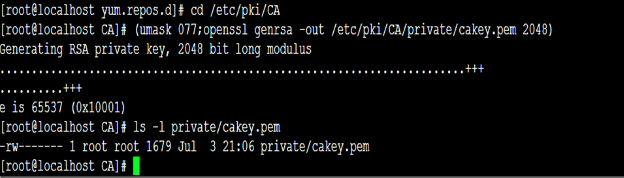 [root@localhost yum.repos.d]# cd /etc/pki/CA
[root@localhost CA]# (umask 077;openssl genrsa -out /etc/pki/CA/private/cakey.pem 2048)
Generating RSA private key, 2048 bit long modulus
..........................................................................+++
..........+++
e is 65537 (0x10001)
[root@localhost CA]# ls -l private/cakey.pem
-rw------- 1 root root 1679 Jul  3 21:06 private/cakey.pem
[root@localhost CA]#